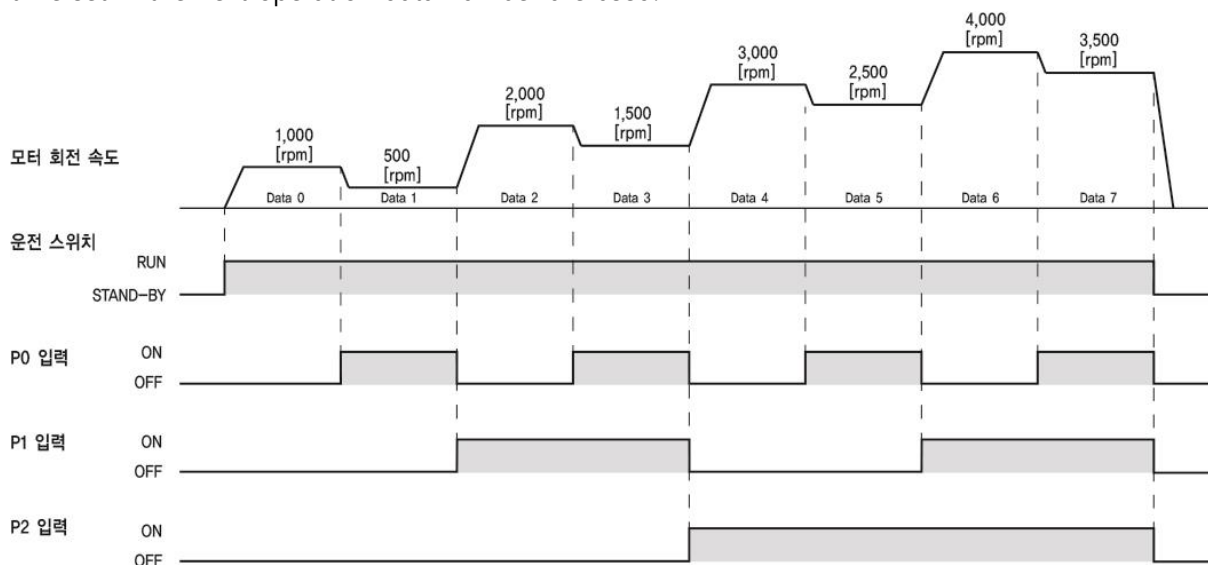 4,000
[rpm]
3,500
[rpm]
3,000
[rpm]
2,500
[rpm]
2,000
[rpm]
1,500
[rpm]
1,000
[rpm]
500
[rpm]
모터 회전 속도
Data 0 Data 1 Data 2 Data 3 Data 4 Data 5 Data 6 Data 7
운전 스위치
RUN
STAND-BY
P0 입력 ON
OFF
P1 입력 ON
OFF
P2 입력 ON
OFF